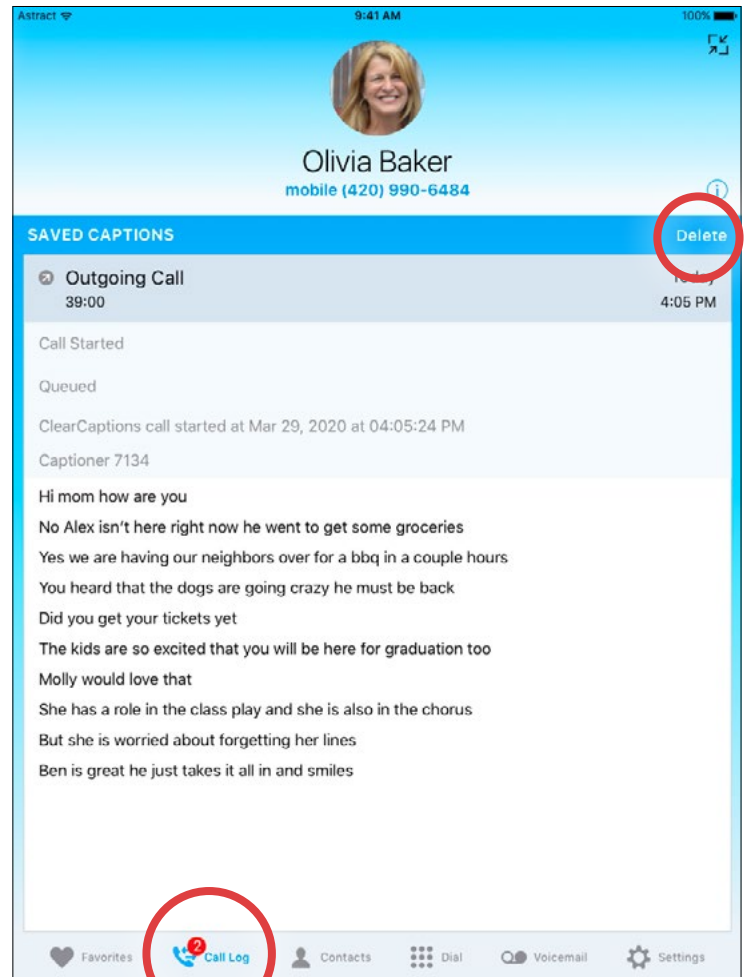 Astract 9:41 AM 100%
Olivia Baker
mobile (420) 990-6484
SAVED CAPTIONS Delete
Outgoing Call Today
39:00 4:05 PM
Call Started
Queued
ClearCaptions call started at Mar 29, 2020 at 04:05:24 PM
Captioner 7134
Hi mom how are you
No Alex isn't here right now he went to get some groceries
Yes we are having our neighbors over for a bbq in a couple hours
You heard that the dogs are going crazy he must be back
Did you get your tickets yet
The kids are so excited that you will be here for graduation too
Molly would love that
She has a role in the class play and she is also in the chorus
But she is worried about forgetting her lines
Ben is great he just takes it all in and smiles
Favorites 2 Call Log Contacts Dial Voicemail Settings